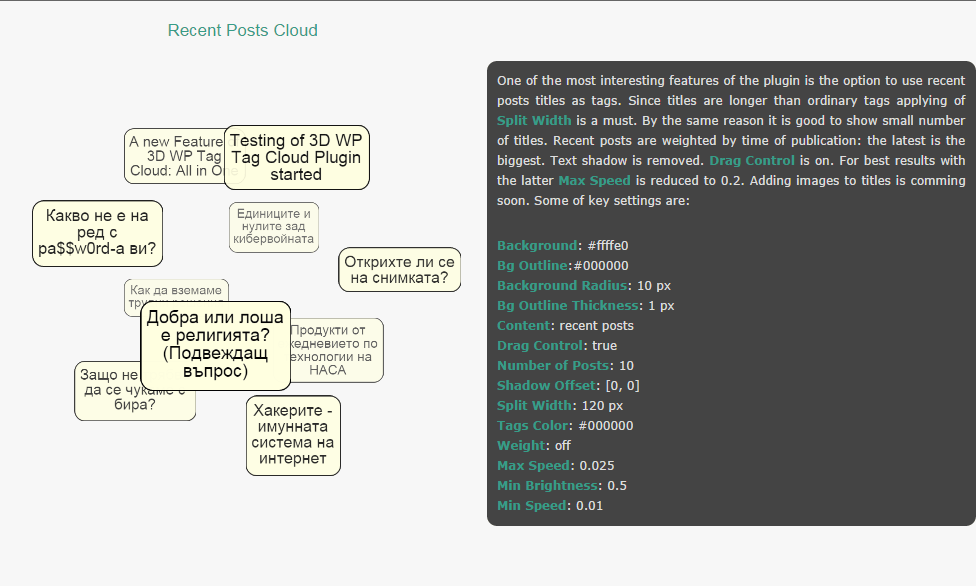 Recent Posts Cloud
A new Feature
3D WP Tag
Cloud: All in One
Testing of 3D WP
Tag Cloud Plugin
started
Какво не е на
ред с
pa$$w0rd-а ви?
Единиците и
нулите зад
кибервойната
Открихте ли се
на снимката?
Как да вземаме
Добра или лоша
е религията?
(Подвеждащ
въпрос)
Продукти от
по
на
НАСА
Защо не
да се чукаме с
бира?
Хакерите -
имунната
система на
интернет
One of the most interesting features of the plugin is the option to use recent
posts titles as tags. Since titles are longer than ordinary tags applying of
Split Width is a must. By the same reason it is good to show small number
of titles. Recent posts are weighted by time of publication: the latest is the
biggest. Text shadow is removed. Drag Control is on. For best results with
the latter Max Speed is reduced to 0.2. Adding images to titles is comming
soon. Some of key settings are:
Background: #ffffe0
Bg Outline:#000000
Background Radius: 10 px
Bg Outline Thickness: 1 px
Content: recent posts
Drag Control: true
Number of Posts: 10
Shadow Offset: [0, 0]
Split Width: 120 px
Tags Color: #000000
Weight: off
Max Speed: 0.025
Min Brightness: 0.5
Min Speed: 0.01